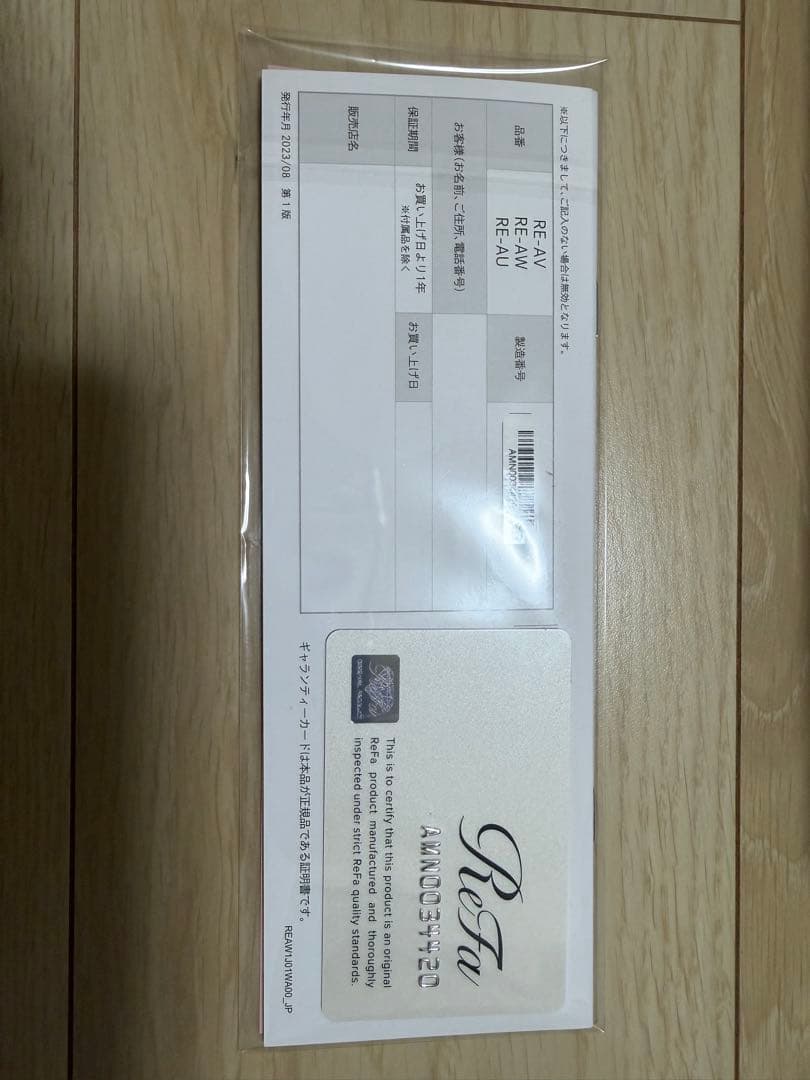 ※以下につきまして、ご記入のない場合は無効となります。
品番
RE-AV
RE-AW
RE-AU
製造番号
お客様(お名前、ご住所、電話番号)
保証期間
お買い上げ日より1年
※付属品を除く
お買い上げ日
販売店名
発行年月 2023/08 第1版
ReFa
AMN0034420
This is to certify that this product is an original
ReFa product manufactured and thoroughly
inspected under strict ReFa quality standards.
ギャランティーカードは本品が正規品である証明書です。
REAW1J01WA00_JP